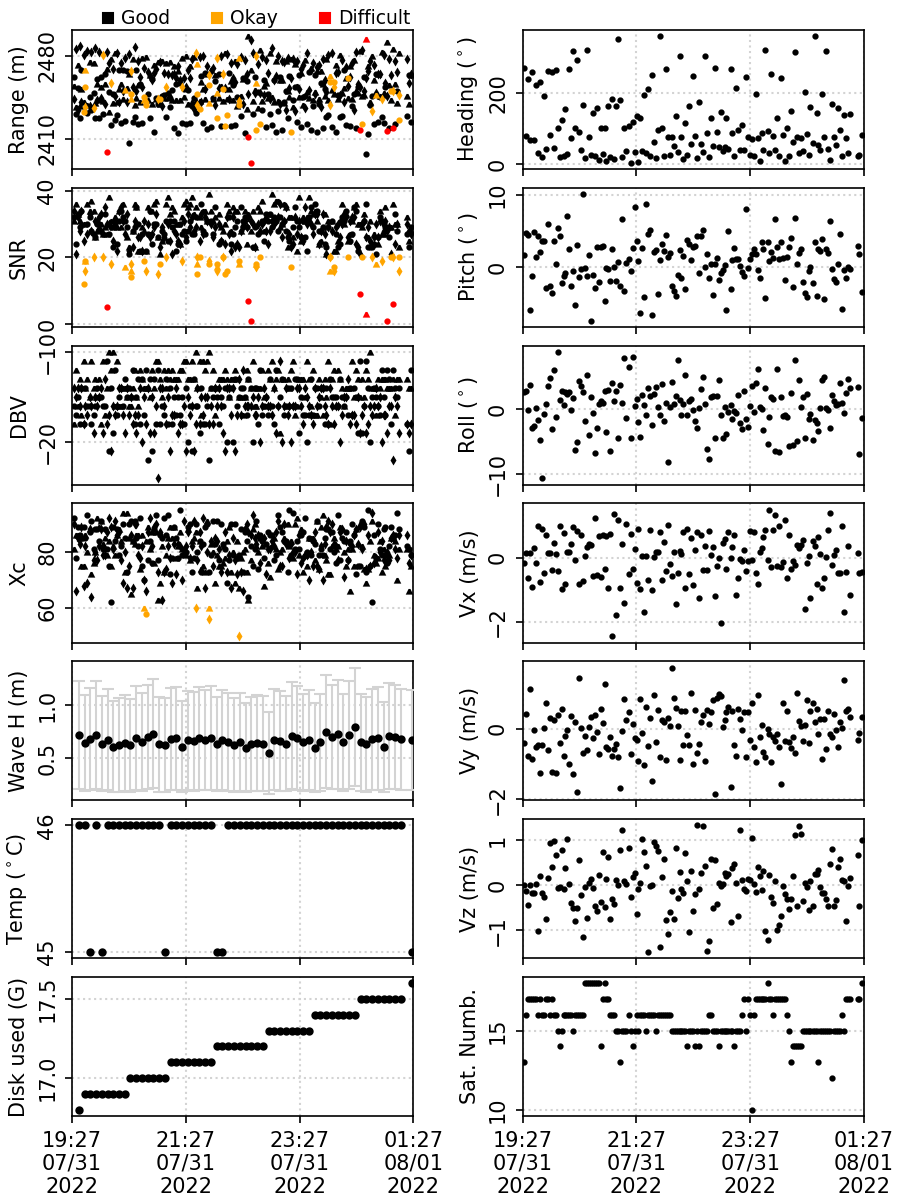 Good Okay Difficult
Range (m)
2480
2410
Heading (°)
200
0
SNR
40
20
0
Pitch (°)
10
0
DBV
−10
−20
Roll (°)
0
−10
Xc
80
60
Vx (m/s)
0
−2
Wave H (m)
1.0
0.5
Vy (m/s)
0
−2
Temp (°C)
46
45
Vz (m/s)
1
0
−1
Disk used (G)
17.5
17.0
Sat. Numb.
15
10
19:27 21:27 23:27 01:27
07/31 07/31 07/31 08/01
2022 2022 2022 2022
19:27 21:27 23:27 01:27
07/31 07/31 07/31 08/01
2022 2022 2022 2022